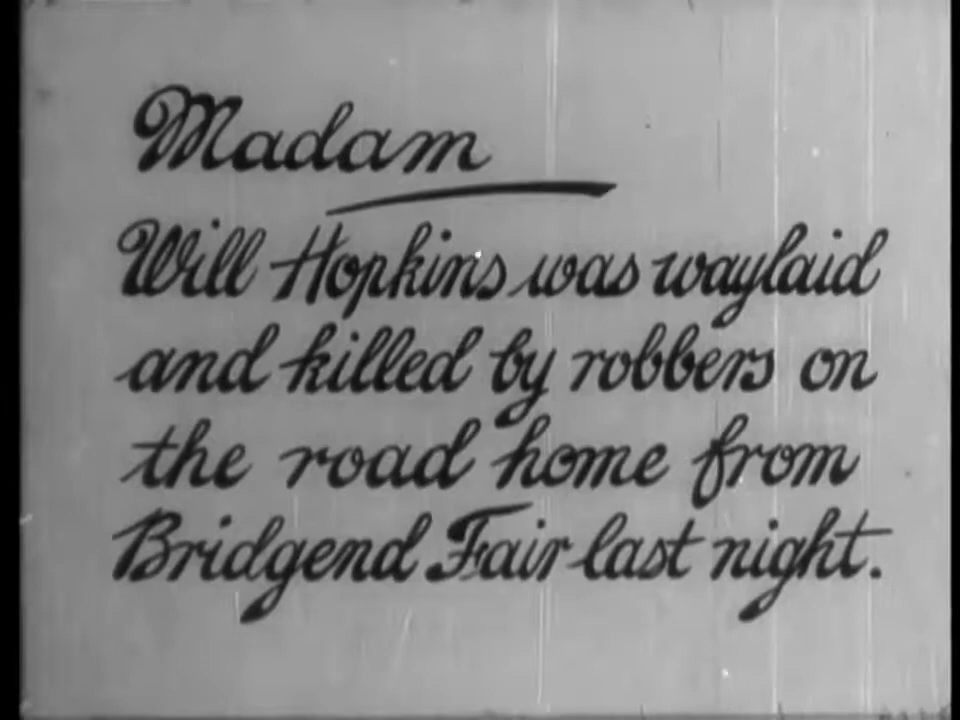 Madam
Will Hopkins was waylaid
and killed by robbers on
the road home from
Bridgend Fair last night.